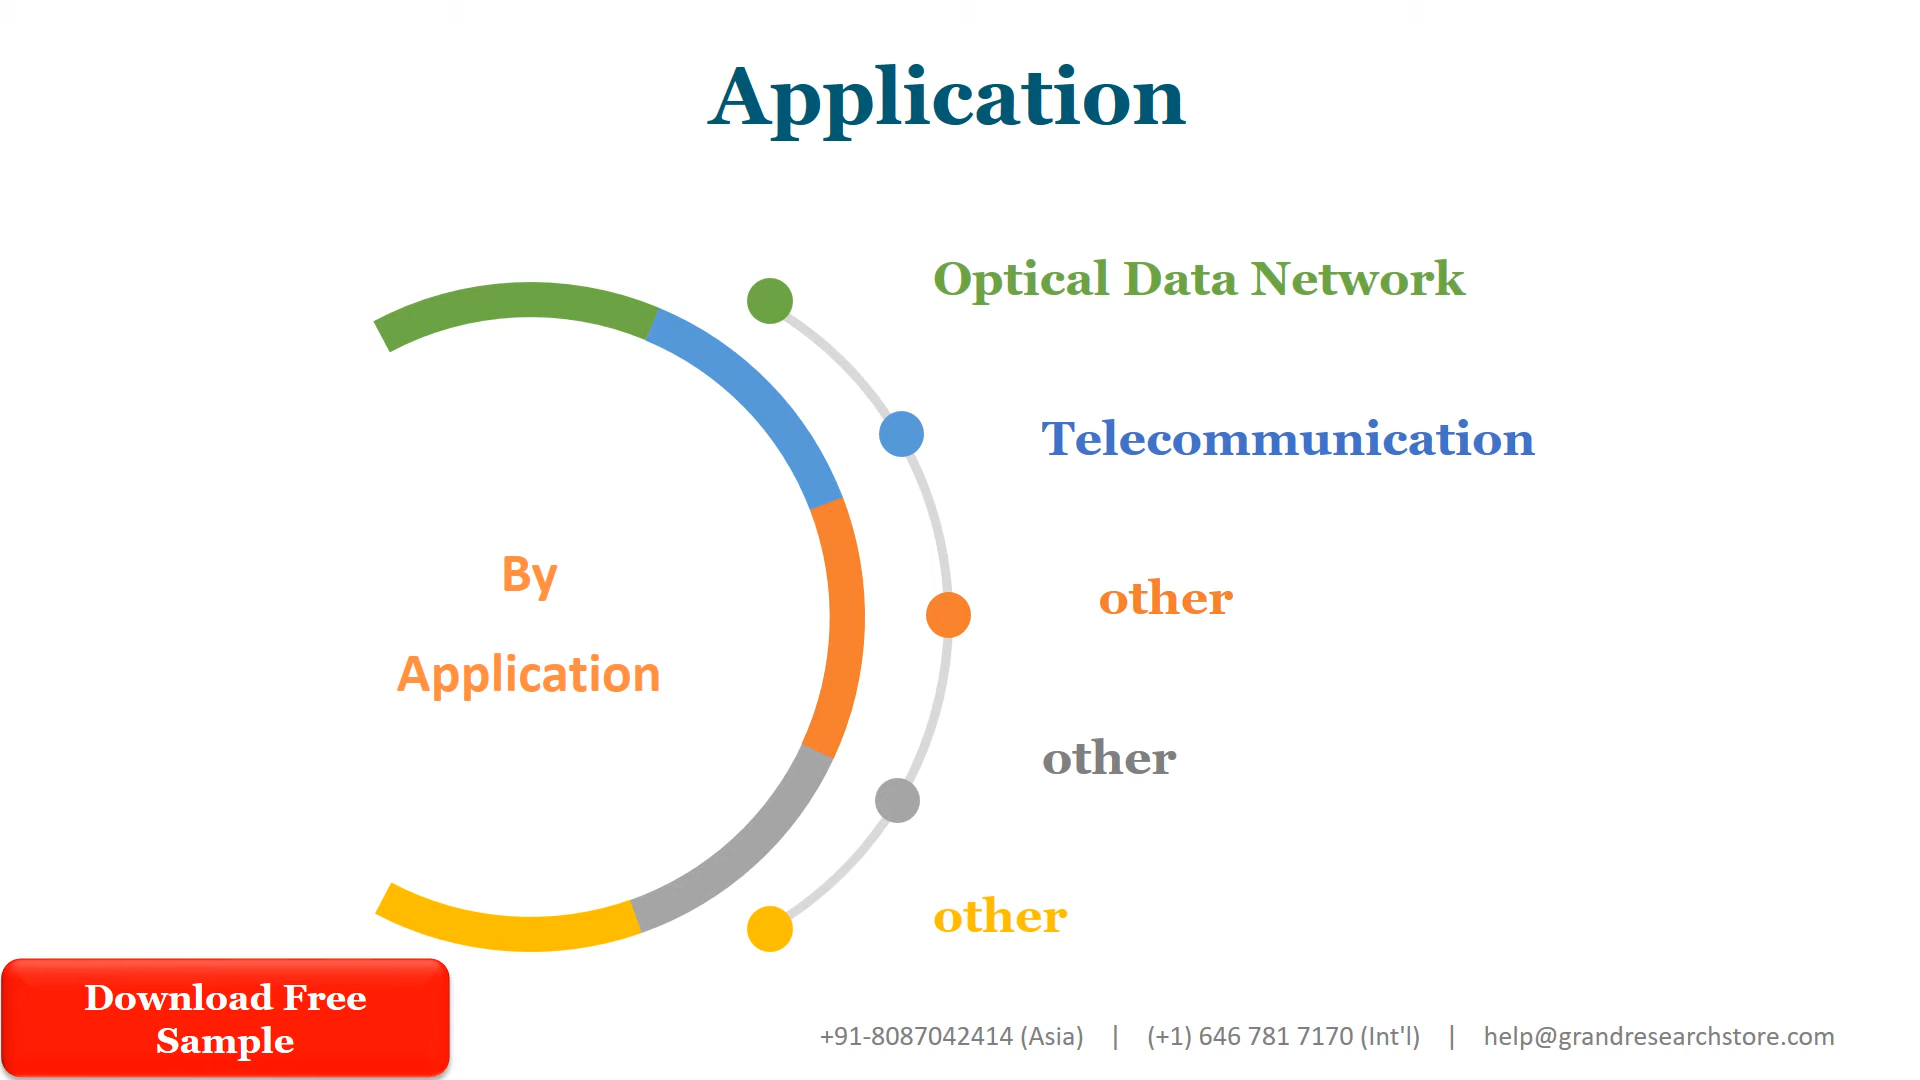 Application
Optical Data Network
Telecommunication
By
Application
other
other
other
Download Free
Sample
+91-8087042414 (Asia) | (+1) 646 781 7170 (Int'l) | help@grandresearchstore.com